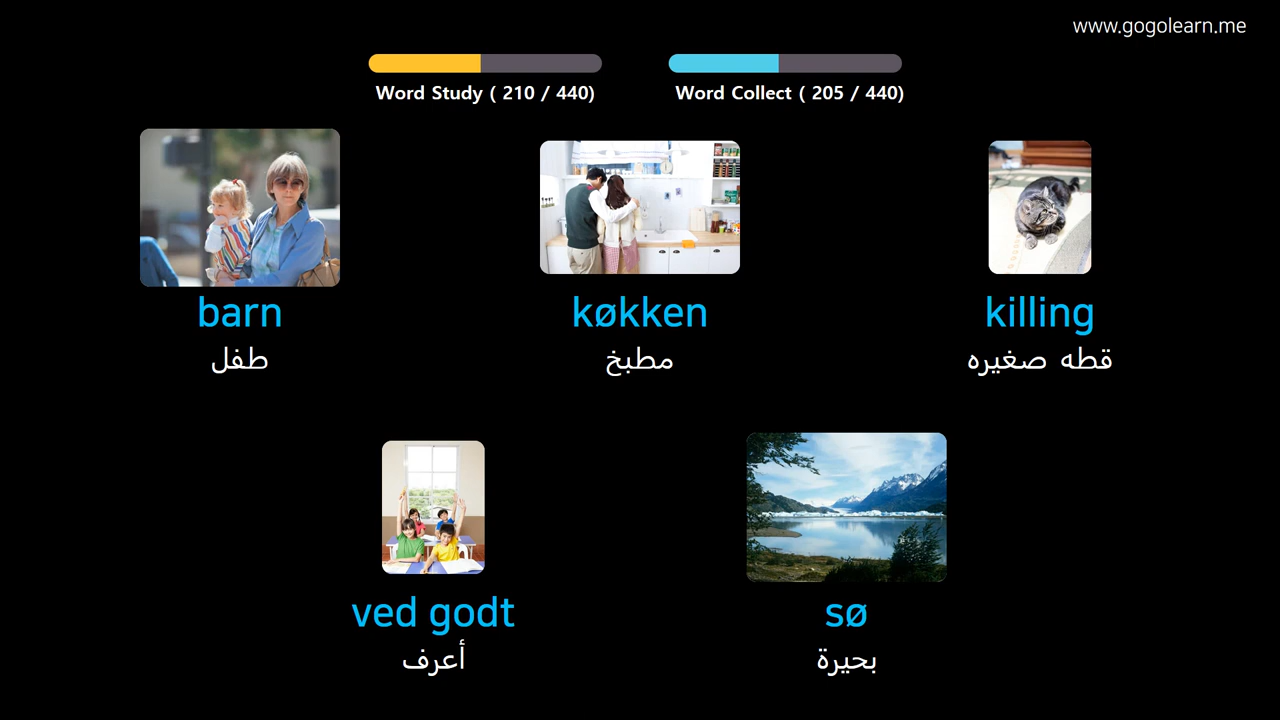 www.gogolearn.me
Word Study ( 210 / 440)
Word Collect ( 205 / 440)
barn
طفل
køkken
مطبخ
killing
قطه صغيره
ved godt
أعرف
sø
بحيرة